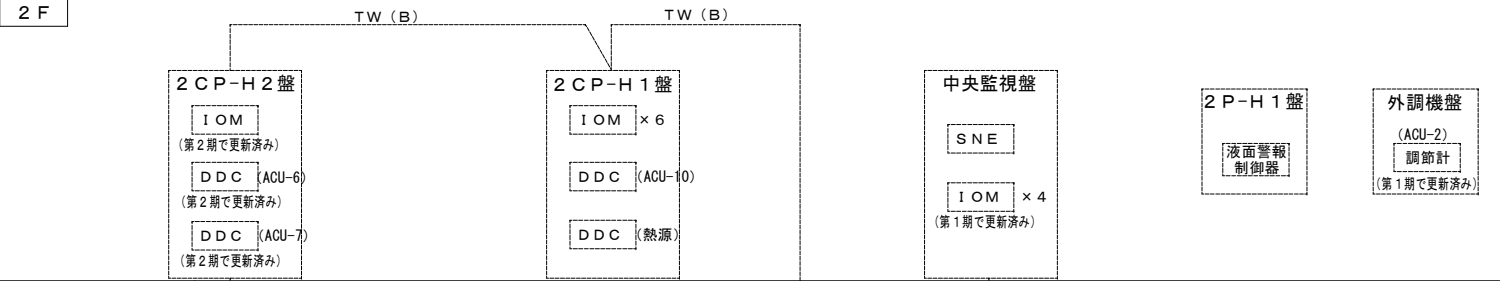 ２Ｆ
ＴＷ（Ｂ）
ＴＷ（Ｂ）
２ＣＰ−Ｈ２盤
ＩＯＭ
(第２期で更新済み)
ＤＤＣ (ACU-6)
(第２期で更新済み)
ＤＤＣ (ACU-7)
(第２期で更新済み)
２ＣＰ−Ｈ１盤
ＩＯＭ ×６
ＤＤＣ (ACU-10)
ＤＤＣ (熱源)
中央監視盤
ＳＮＥ
ＩＯＭ ×４
(第１期で更新済み)
２Ｐ−Ｈ１盤
液面警報
制御器
外調機盤
(ACU-2)
調節計
(第１期で更新済み)